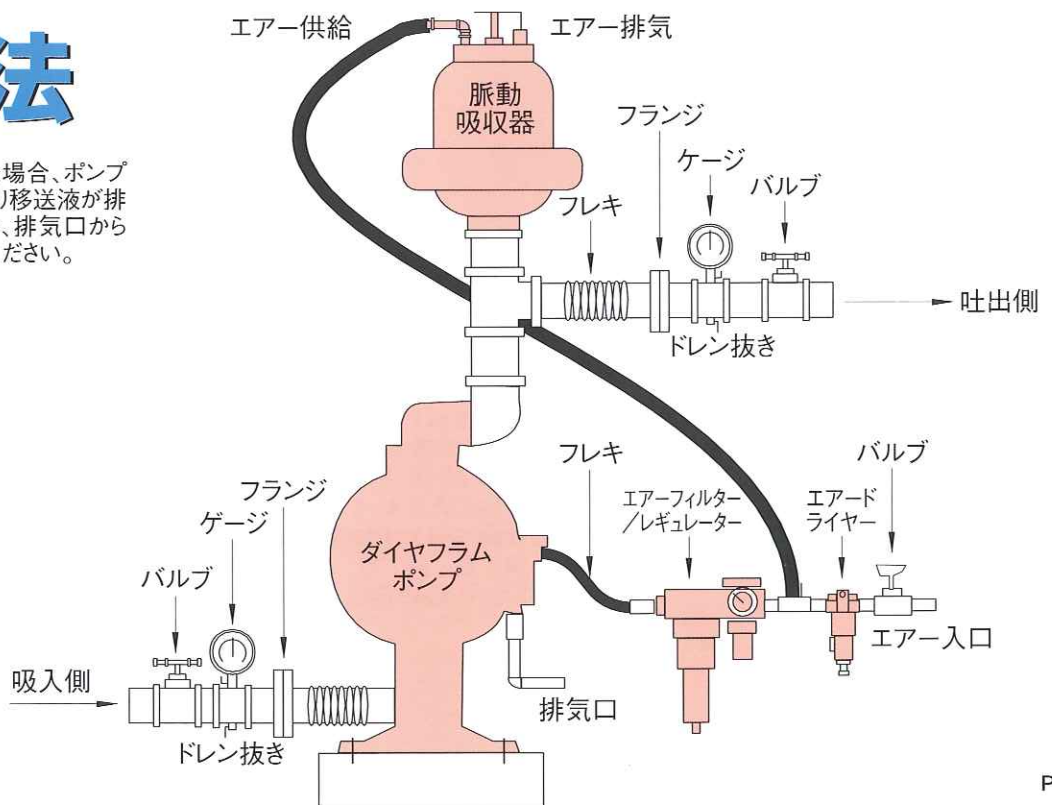 法
場合、ポンプ
り移送液が排
、排気口から
ださい。
エアー供給
エアー排気
脈動
吸収器
フランジ
ケージ
バルブ
フレキ
吐出側
ドレン抜き
フレキ
バルブ
エアーフィルター
/レギュレーター
エアード
ライヤー
フランジ
ゲージ
バルブ
ダイヤフラム
ポンプ
エアー入口
吸入側
排気口
ドレン抜き
P